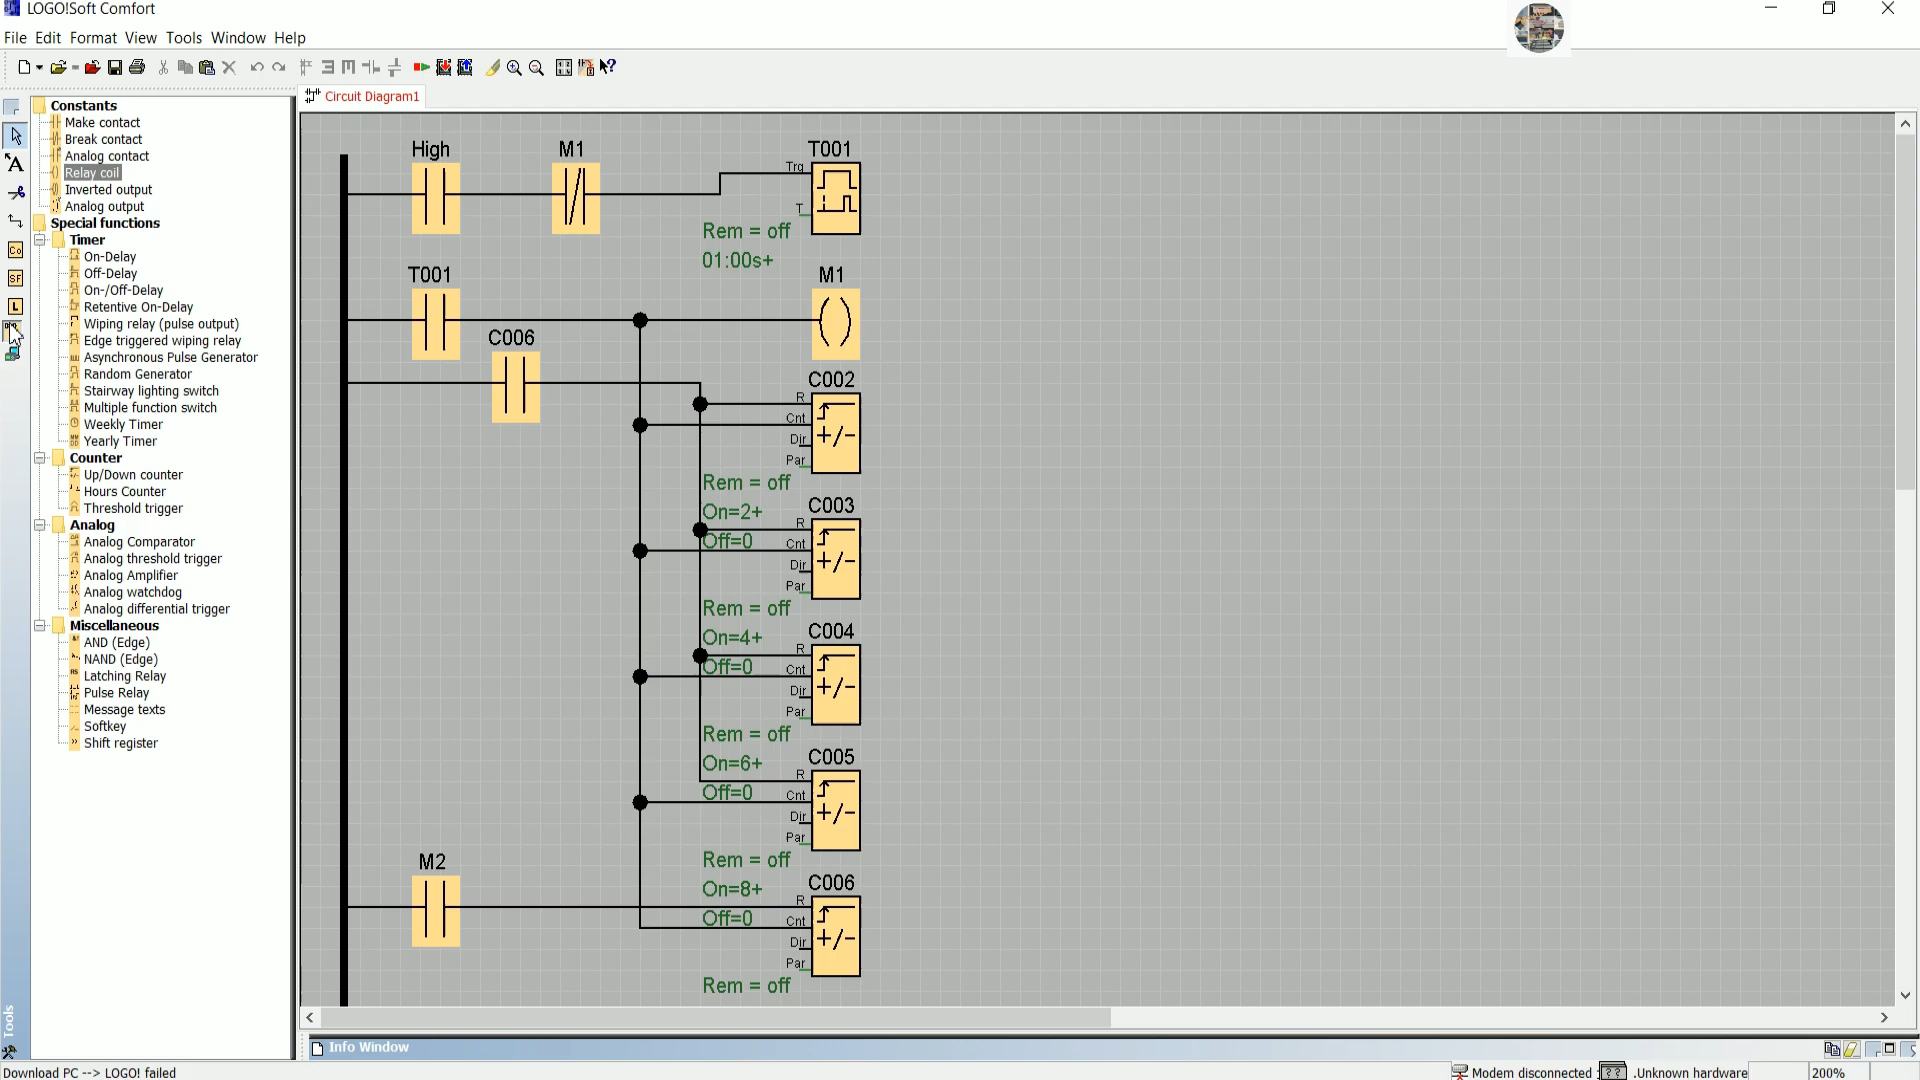 LOGO!Soft Comfort
File Edit Format View Tools Window Help
Circuit Diagram1
Constants
Make contact
Break contact
Analog contact
Relay coil
Inverted output
Analog output
Special functions
Timer
On-Delay
Off-Delay
On-/Off-Delay
Retentive On-Delay
Wiping relay (pulse output)
Edge triggered wiping relay
Asynchronous Pulse Generator
Random Generator
Stairway lighting switch
Multiple function switch
Weekly Timer
Yearly Timer
Counter
Up/Down counter
Hours Counter
Threshold trigger
Analog
Analog Comparator
Analog threshold trigger
Analog Amplifier
Analog watchdog
Analog differential trigger
Miscellaneous
AND (Edge)
NAND (Edge)
Latching Relay
Pulse Relay
Message texts
Softkey
Shift register
A
Co
SF
L
Tools
High M1 T001
Trg
T
Rem = off
01:00s+
T001 M1
C006
C002
R
Cnt
Dir
+/-
Par
Rem = off
On=2+
Off=0
C003
R
Cnt
Dir
+/-
Par
Rem = off
On=4+
Off=0
C004
R
Cnt
Dir
+/-
Par
Rem = off
On=6+
Off=0
C005
R
Cnt
Dir
+/-
Par
Rem = off
On=8+
Off=0
M2
C006
R
Cnt
Dir
+/-
Par
Rem = off
Info Window
Download PC --> LOGO! failed
Modem disconnected
? ?
.Unknown hardware
200%